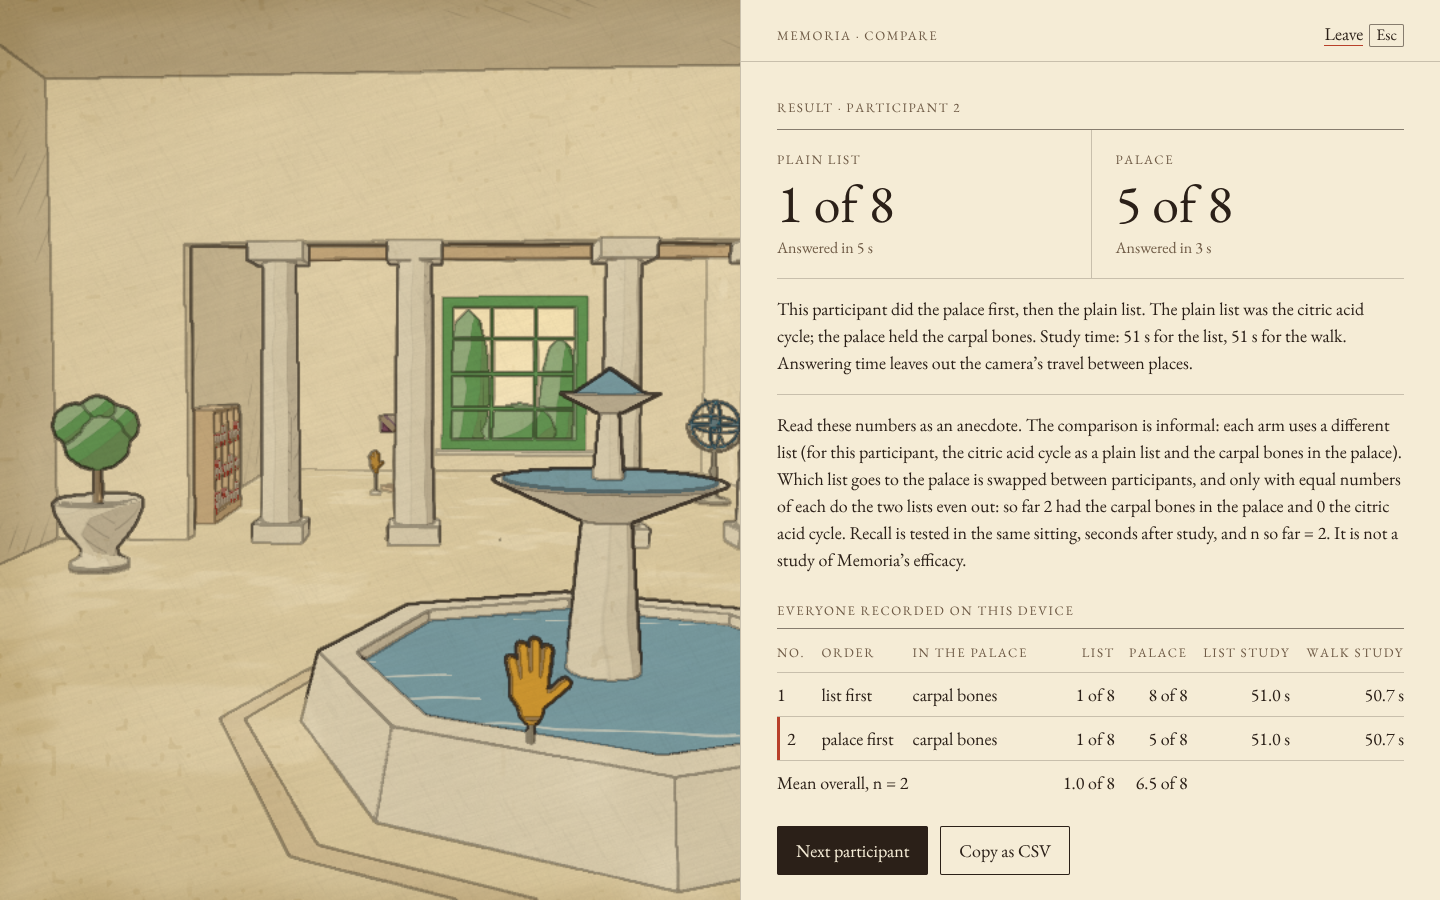 MEMORIA · COMPARE
Leave Esc
RESULT · PARTICIPANT 2
PLAIN LIST
1 of 8
Answered in 5 s
PALACE
5 of 8
Answered in 3 s
This participant did the palace first, then the plain list. The plain list was the citric acid
cycle; the palace held the carpal bones. Study time: 51 s for the list, 51 s for the walk.
Answering time leaves out the camera’s travel between places.
Read these numbers as an anecdote. The comparison is informal: each arm uses a different
list (for this participant, the citric acid cycle as a plain list and the carpal bones in the palace).
Which list goes to the palace is swapped between participants, and only with equal numbers
of each do the two lists even out: so far 2 had the carpal bones in the palace and 0 the citric
acid cycle. Recall is tested in the same sitting, seconds after study, and n so far = 2. It is not a
study of Memoria’s efficacy.
EVERYONE RECORDED ON THIS DEVICE
NO. ORDER IN THE PALACE LIST PALACE LIST STUDY WALK STUDY
1 list first carpal bones 1 of 8 8 of 8 51.0 s 50.7 s
2 palace first carpal bones 1 of 8 5 of 8 51.0 s 50.7 s
Mean overall, n = 2 1.0 of 8 6.5 of 8
Next participant Copy as CSV